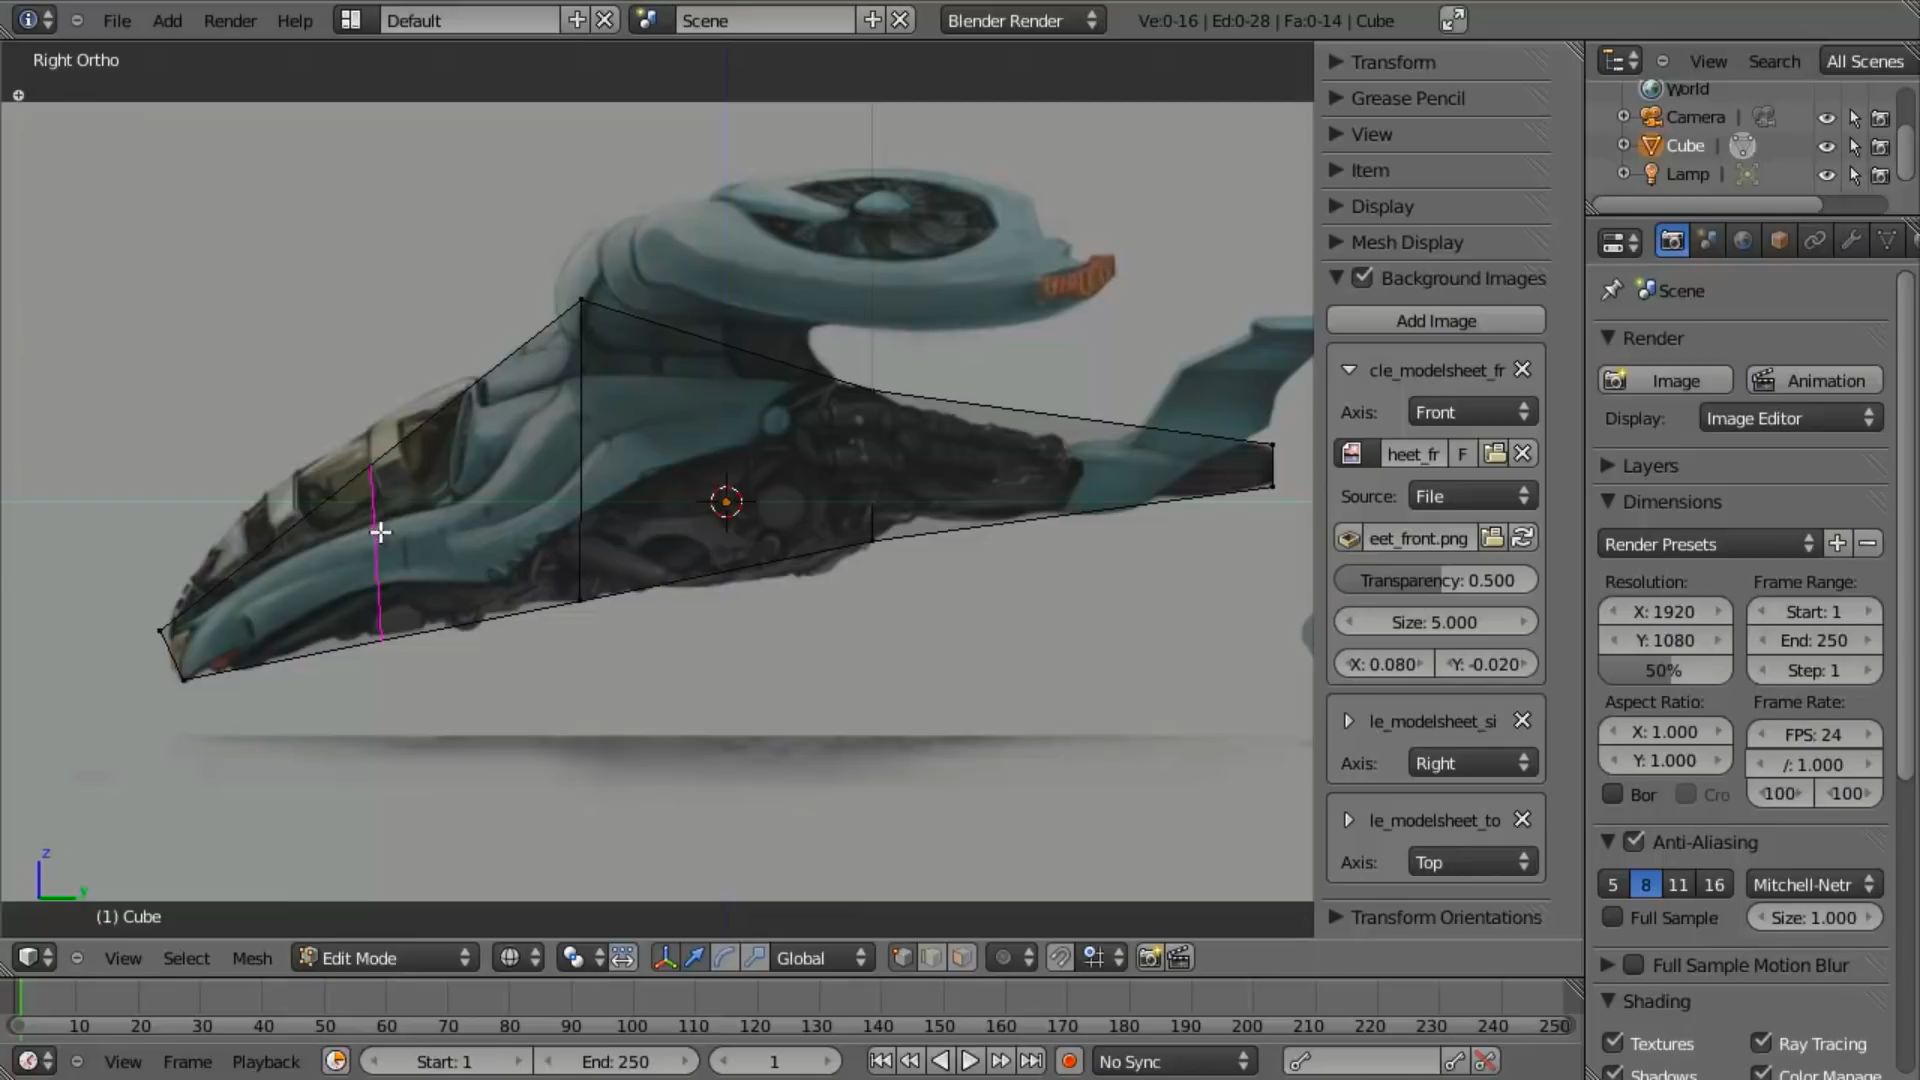 File Add Render Help Default Scene Blender Render Ve:0-16 | Ed:0-28 | Fa:0-14 | Cube
Right Ortho
Transform
Grease Pencil
View
Item
Display
Mesh Display
Background Images
Add Image
cle_modelsheet_fr
Axis: Front
heet_fr F
Source: File
eet_front.png
Transparency: 0.500
Size: 5.000
X: 0.080 Y: -0.020
le_modelsheet_si
Axis: Right
le_modelsheet_to
Axis: Top
Transform Orientations
View Search All Scenes
World
Camera
Cube
Lamp
Scene
Render
Image Animation
Display: Image Editor
Layers
Dimensions
Render Presets
Resolution: Frame Range:
X: 1920 Start: 1
Y: 1080 End: 250
50% Step: 1
Aspect Ratio: Frame Rate:
X: 1.000 FPS: 24
Y: 1.000 /: 1.000
Bor Cro 100 100
Anti-Aliasing
5 8 11 16 Mitchell-Netr
Full Sample Size: 1.000
Full Sample Motion Blur
Shading
Textures Ray Tracing
Shadows Color Manage
z
y
(1) Cube
View Select Mesh Edit Mode Global
10 20 30 40 50 60 70 80 90 100 110 120 130 140 150 160 170 180 190 200 210 220 230 240 250
View Frame Playback Start: 1 End: 250 1 No Sync